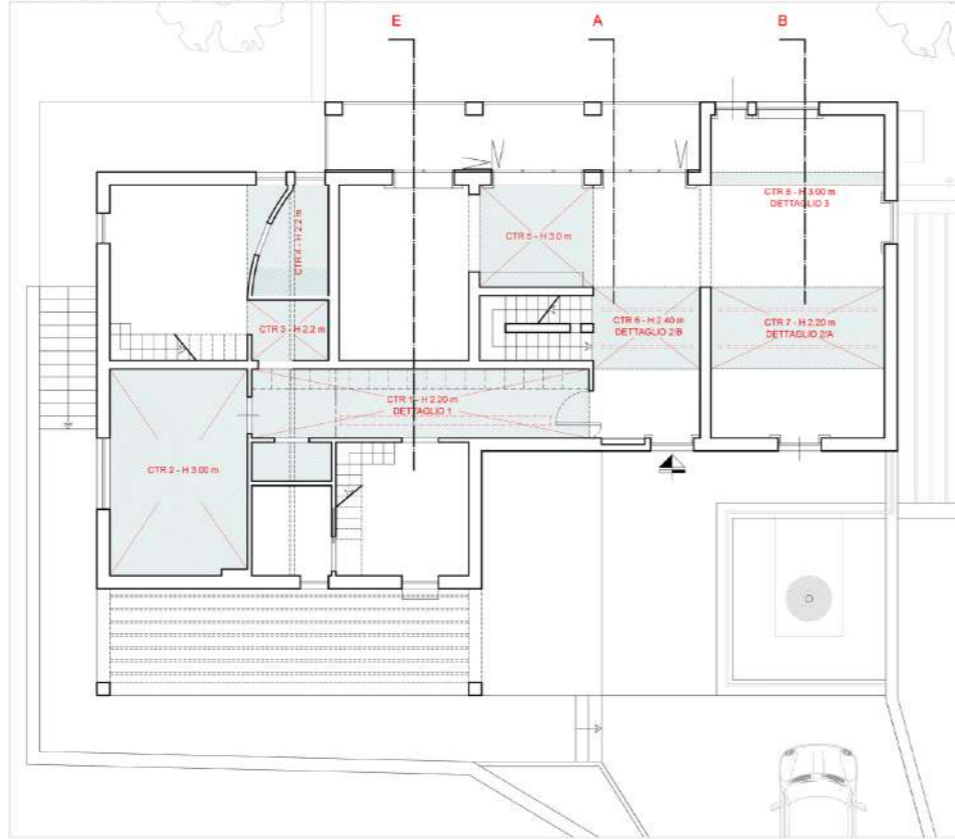 E
A
B
CTR 8 - H 3.00 m
DETTAGLIO 3
CTR 4 - H 2.2 m
CTR 5 - H 3.0 m
CTR 3 - H 2.2 m
CTR 6 - H 2.40 m
DETTAGLIO 2/B
CTR 7 - H 2.20 m
DETTAGLIO 2/A
CTR 1 - H 2.20 m
DETTAGLIO 1
CTR 2 - H 3.00 m